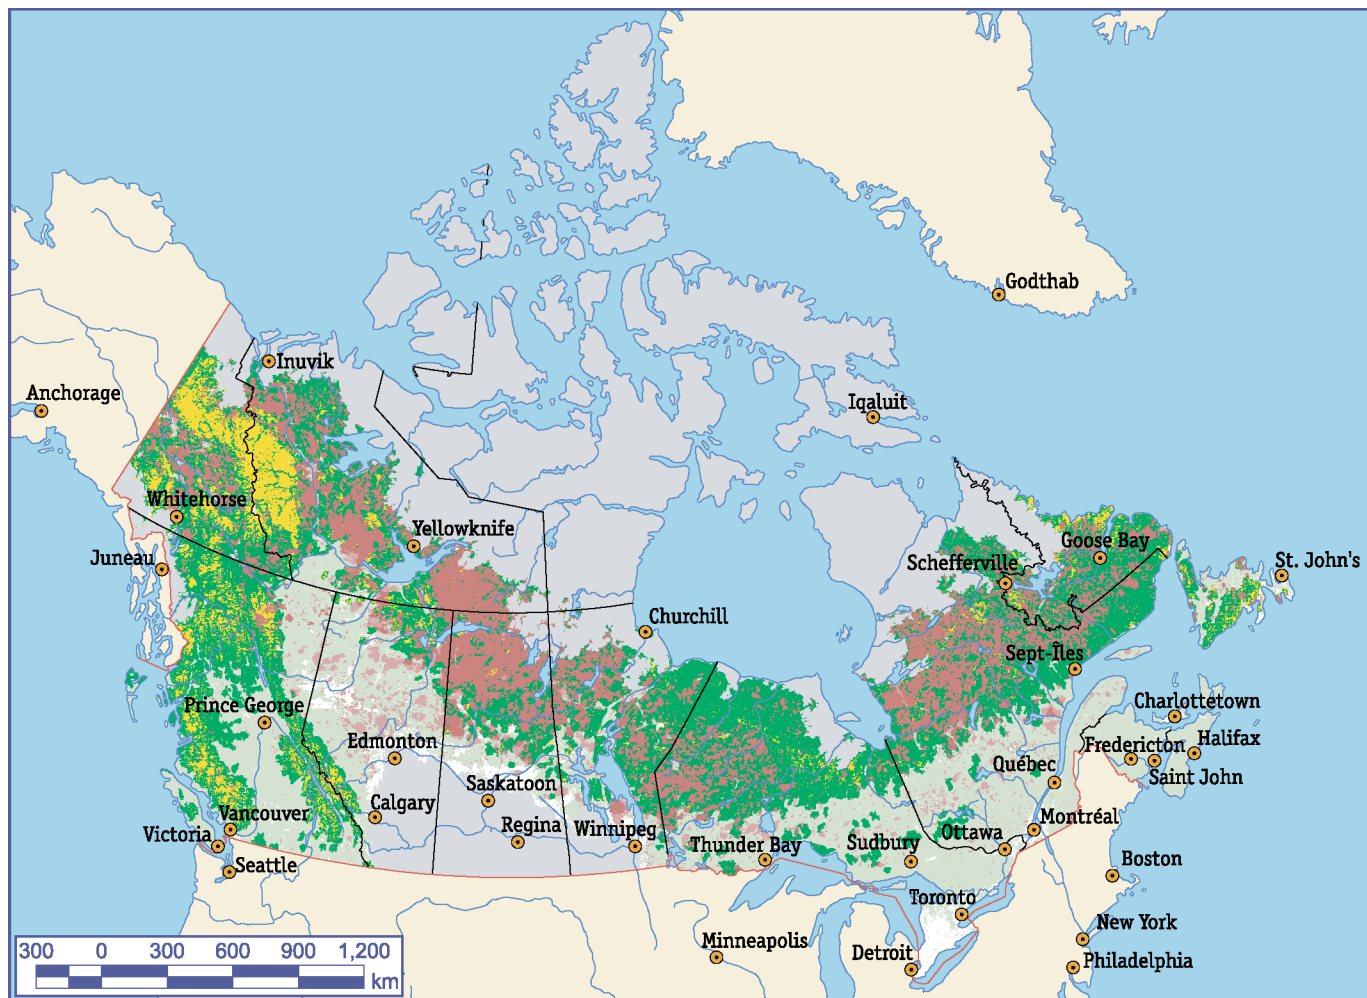 Godthab
Inuvik
Anchorage
Iqaluit
Whitehorse
Yellowknife
Goose Bay
Juneau
Schefferville
St. John's
Churchill
Sept-Îles
Prince George
Charlottetown
Edmonton
Fredericton
Halifax
Québec
Saint John
Saskatoon
Calgary
Vancouver
Regina
Winnipeg
Montréal
Victoria
Thunder Bay
Sudbury
Ottawa
Seattle
Boston
Toronto
New York
Minneapolis
Detroit
Philadelphia
300 0 300 600 900 1,200
km